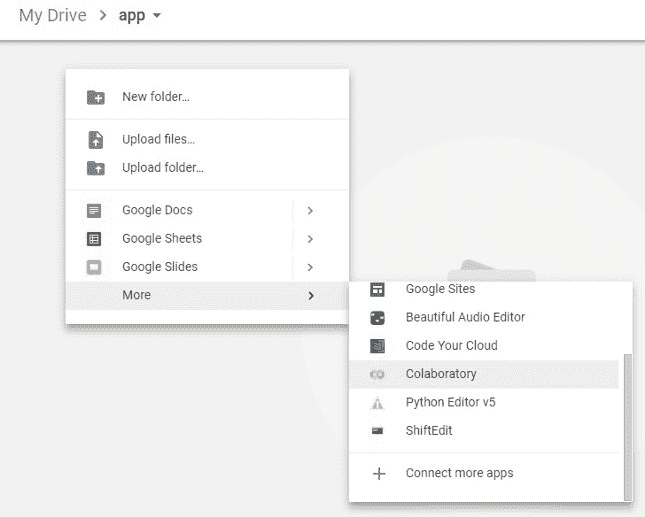 My Drive > app
New folder...
Upload files...
Upload folder...
Google Docs
Google Sheets
Google Slides
More
Google Sites
Beautiful Audio Editor
Code Your Cloud
Colaboratory
Python Editor v5
ShiftEdit
Connect more apps